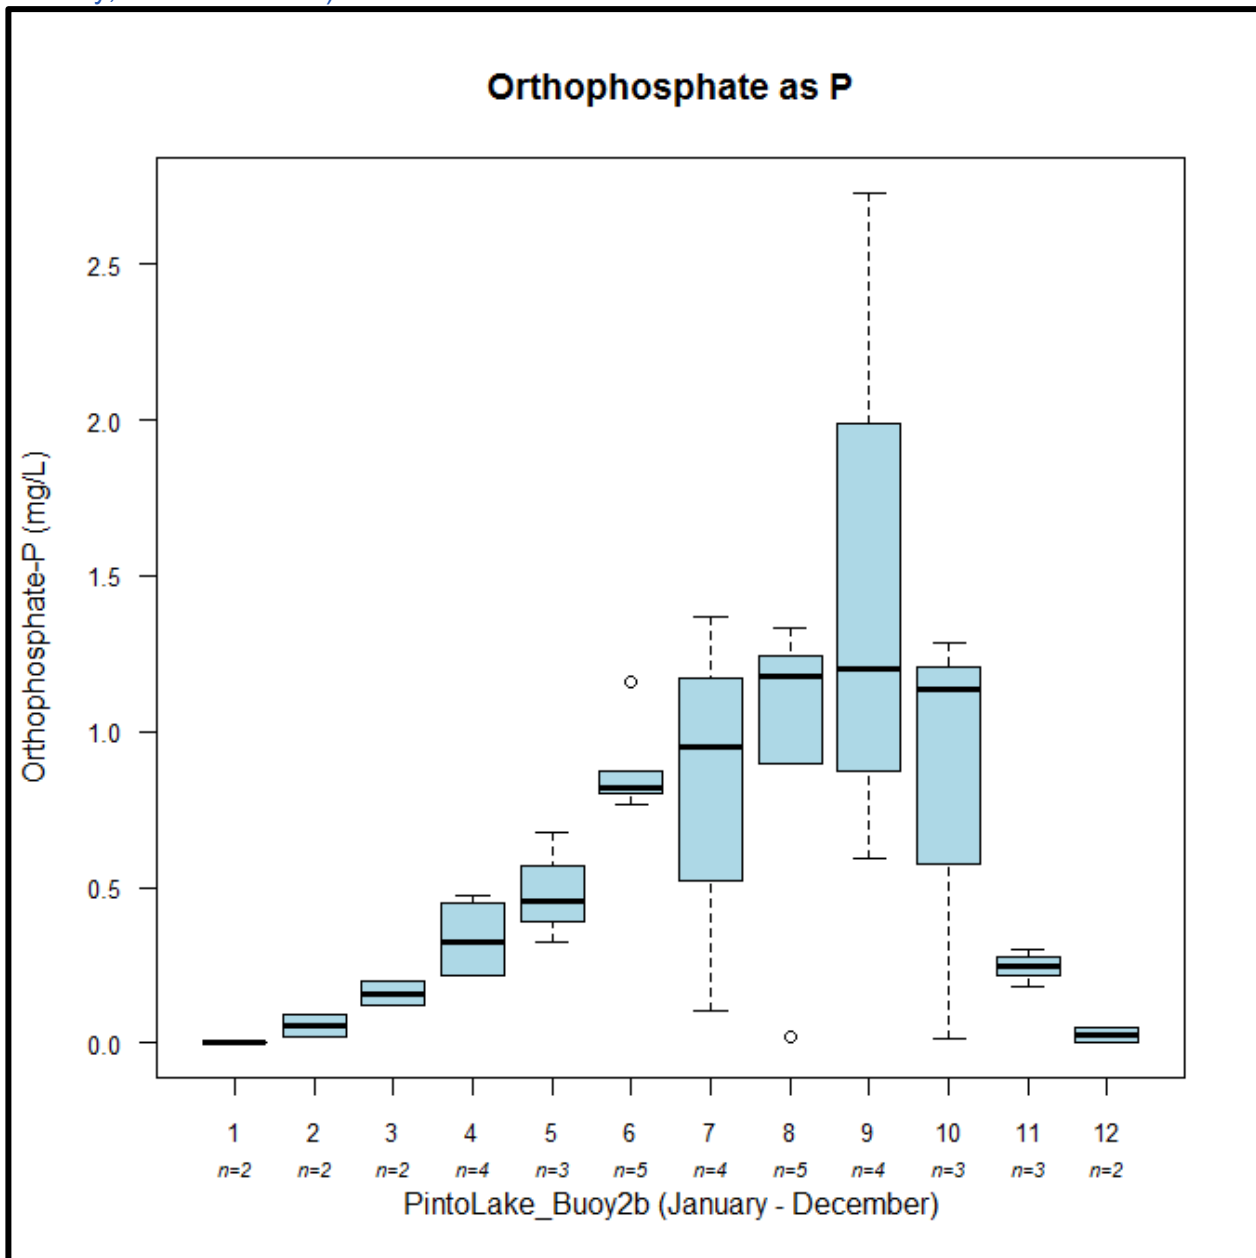 Orthophosphate as P
Orthophosphate-P (mg/L)
2.5
2.0
1.5
1.0
0.5
0.0
1 2 3 4 5 6 7 8 9 10 11 12
n=2 n=2 n=2 n=4 n=3 n=5 n=4 n=5 n=4 n=3 n=3 n=2
PintoLake_Buoy2b (January - December)